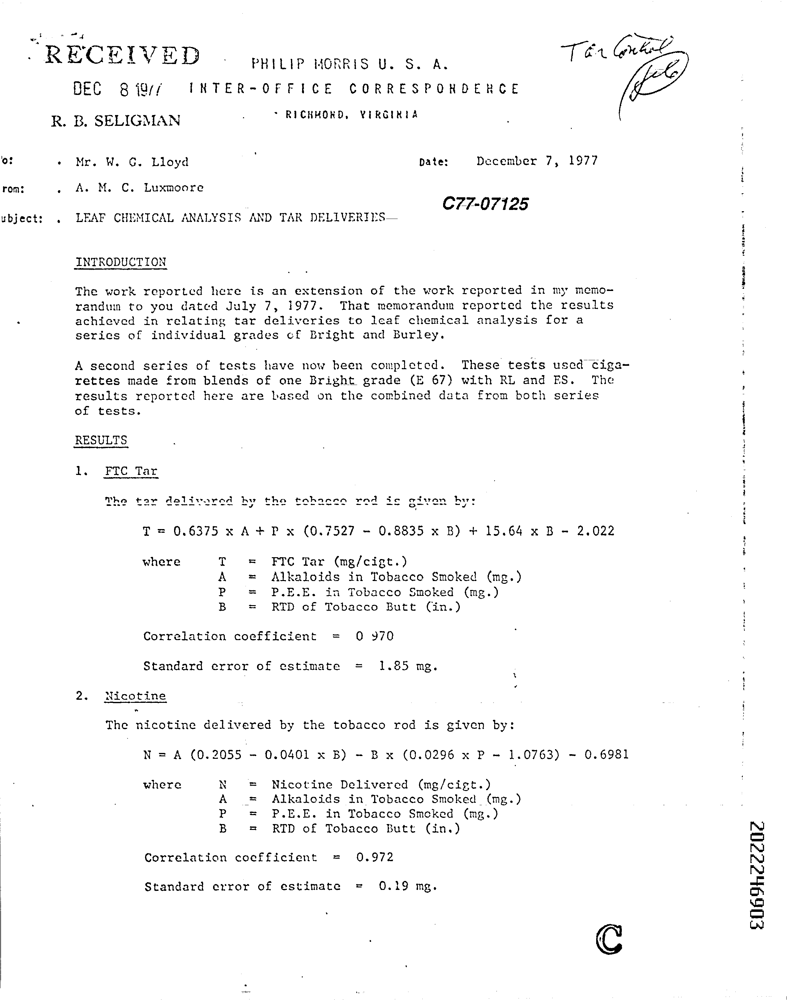 RECEIVED
PHILIP MORRIS U. S. A.
Tar Control
DEC 8 1977 INTER-OFFICE CORRESPONDENCE
R. B. SELIGMAN
RICHMOND, VIRGINIA
o: Mr. W. G. Lloyd Date: December 7, 1977
rom: A. M. C. Luxmoore
C77-07125
ubject: LEAF CHEMICAL ANALYSIS AND TAR DELIVERIES
INTRODUCTION
The work reported here is an extension of the work reported in my memo-
randum to you dated July 7, 1977. That memorandum reported the results
achieved in relating tar deliveries to leaf chemical analysis for a
series of individual grades of Bright and Burley.
A second series of tests have now been completed. These tests used ciga-
rettes made from blends of one Bright grade (E 67) with RL and ES. The
results reported here are based on the combined data from both series
of tests.
RESULTS
1. FTC Tar
The tar delivered by the tobacco rod is given by:
T = 0.6375 x A + P x (0.7527 - 0.8835 x B) + 15.64 x B - 2.022
where T = FTC Tar (mg/cigt.)
A = Alkaloids in Tobacco Smoked (mg.)
P = P.E.E. in Tobacco Smoked (mg.)
B = RTD of Tobacco Butt (in.)
Correlation coefficient = 0 970
Standard error of estimate = 1.85 mg.
2. Nicotine
The nicotine delivered by the tobacco rod is given by:
N = A (0.2055 - 0.0401 x B) - B x (0.0296 x P - 1.0763) - 0.6981
where N = Nicotine Delivered (mg/cigt.)
A = Alkaloids in Tobacco Smoked (mg.)
P = P.E.E. in Tobacco Smoked (mg.)
B = RTD of Tobacco Butt (in.)
Correlation coefficient = 0.972
Standard error of estimate = 0.19 mg.
C
2022246903